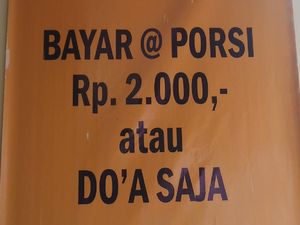 BAYAR @ PORSI
Rp. 2.000,-
atau
DO'A SAJA